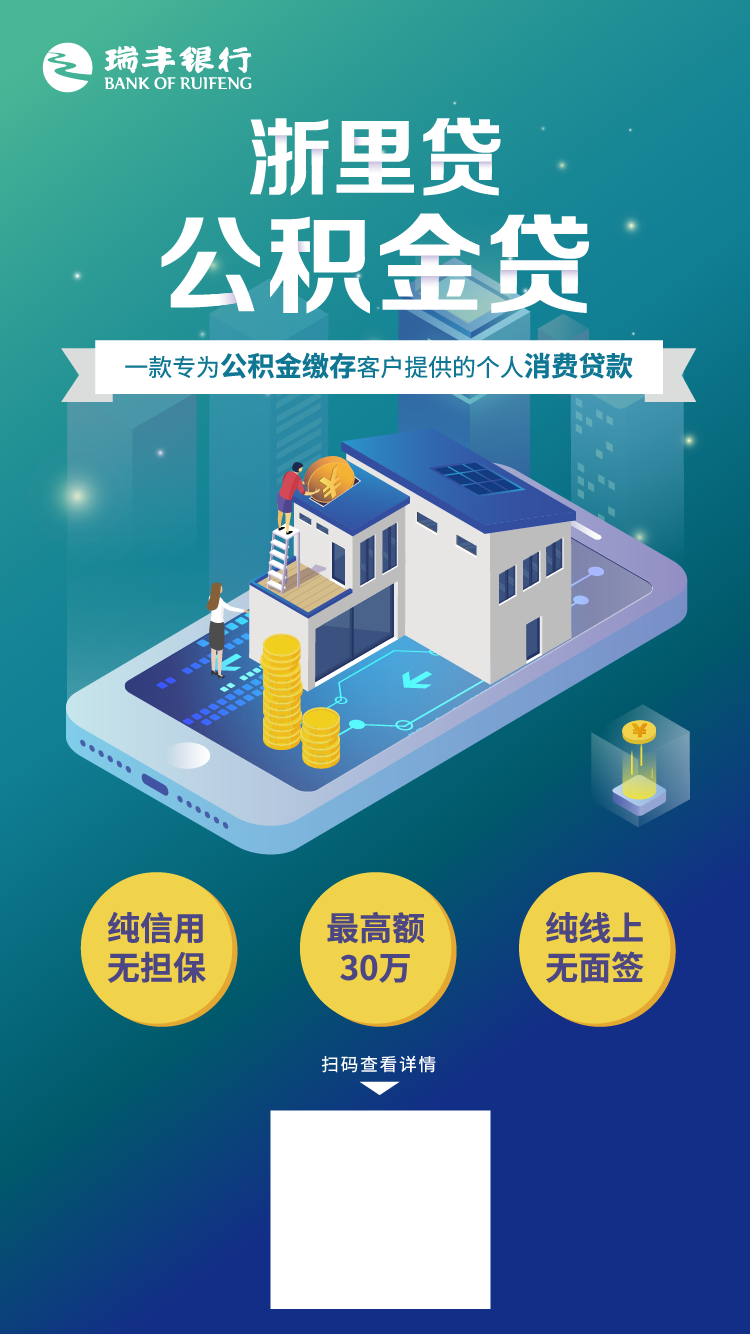 瑞丰银行
BANK OF RUIFENG
浙里贷
公积金贷
一款专为公积金缴存客户提供的个人消费贷款
纯信用
无担保
最高额
30万
纯线上
无面签
扫码查看详情